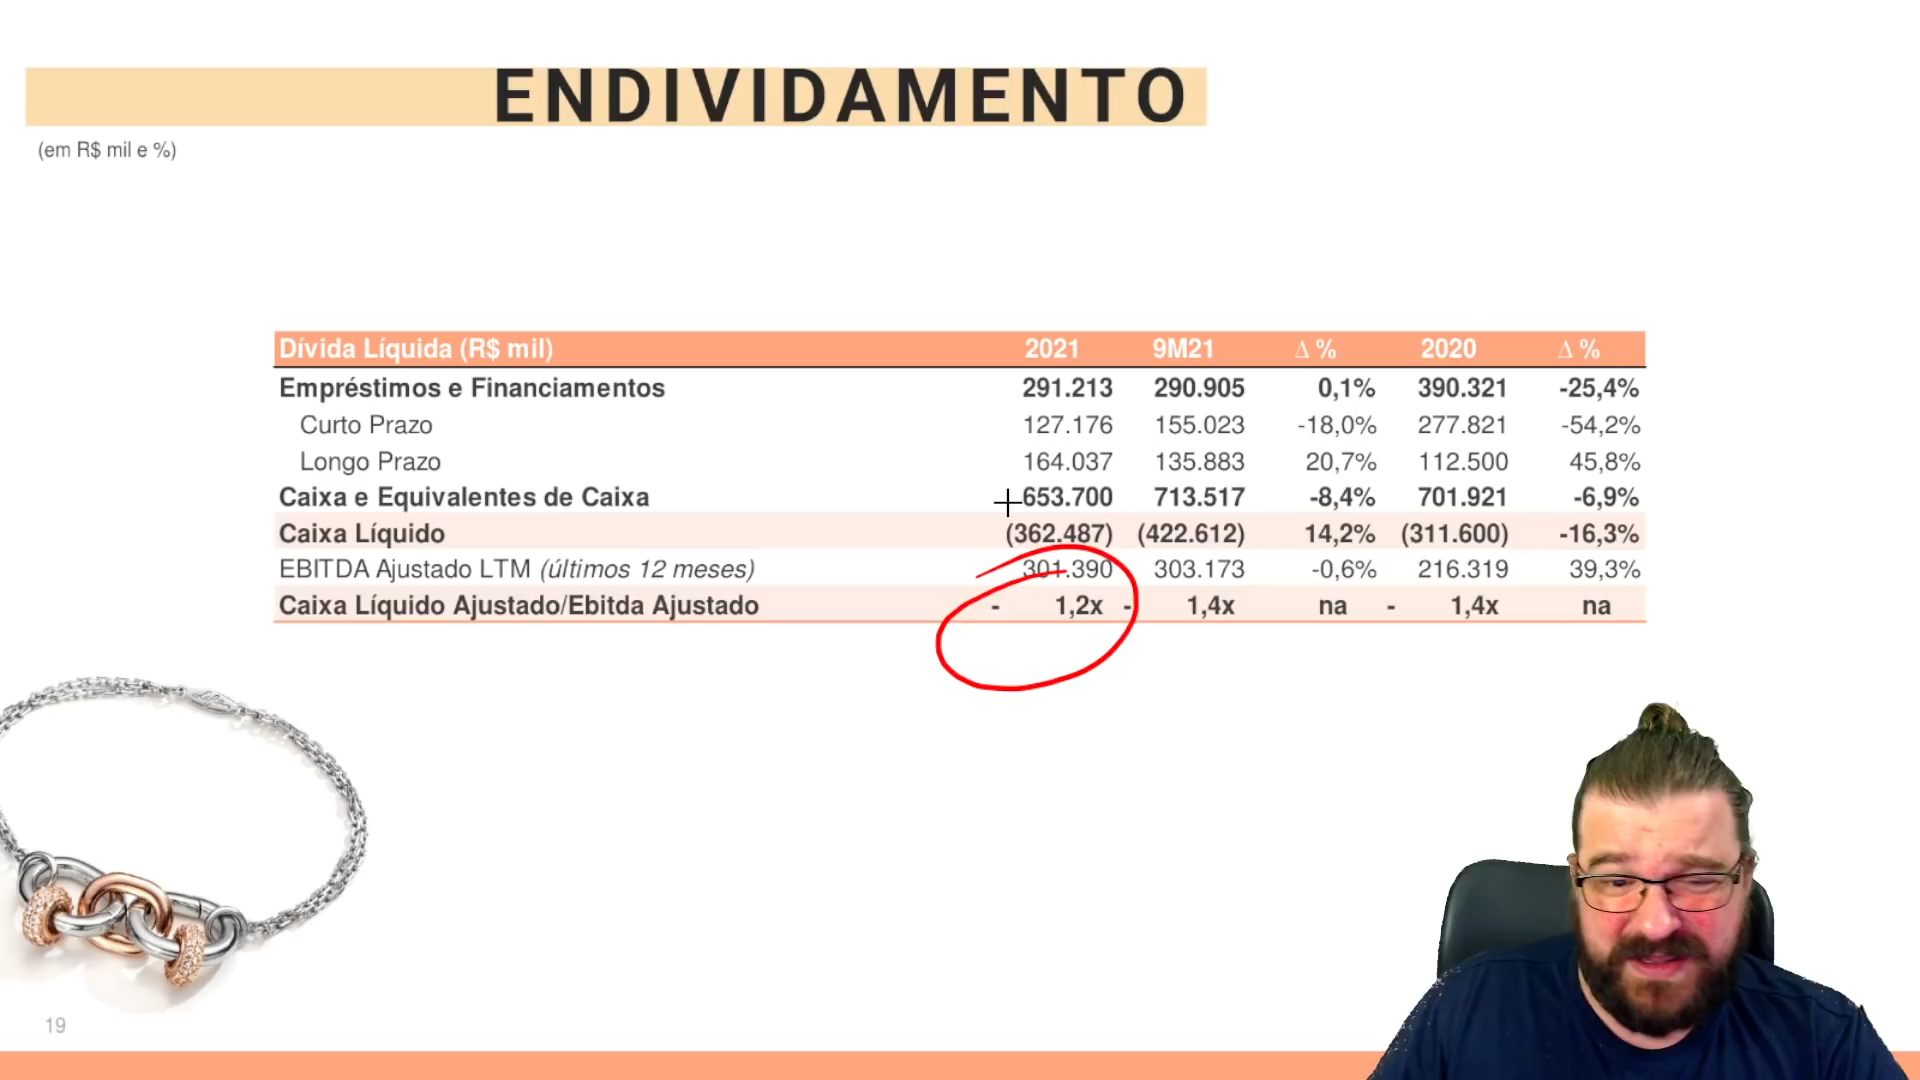 ENDIVIDAMENTO
(em R$ mil e %)
Dívida Líquida (R$ mil) 2021 9M21 Δ % 2020 Δ %
Empréstimos e Financiamentos 291.213 290.905 0,1% 390.321 -25,4%
Curto Prazo 127.176 155.023 -18,0% 277.821 -54,2%
Longo Prazo 164.037 135.883 20,7% 112.500 45,8%
Caixa e Equivalentes de Caixa 653.700 713.517 -8,4% 701.921 -6,9%
Caixa Líquido (362.487) (422.612) 14,2% (311.600) -16,3%
EBITDA Ajustado LTM (últimos 12 meses) 301.390 303.173 -0,6% 216.319 39,3%
Caixa Líquido Ajustado/Ebitda Ajustado - 1,2x - 1,4x na - 1,4x na
19